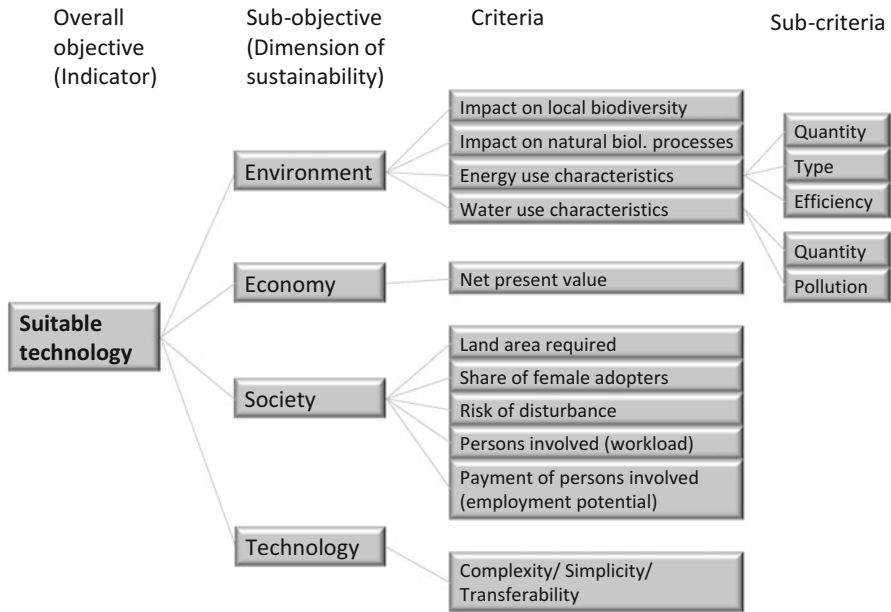 Overall
objective
(Indicator)
Sub-objective
(Dimension of
sustainability)
Criteria
Sub-criteria
Suitable
technology
Environment
Impact on local biodiversity
Impact on natural biol. processes
Energy use characteristics
Water use characteristics
Quantity
Type
Efficiency
Quantity
Pollution
Economy
Net present value
Society
Land area required
Share of female adopters
Risk of disturbance
Persons involved (workload)
Payment of persons involved
(employment potential)
Technology
Complexity/ Simplicity/
Transferability